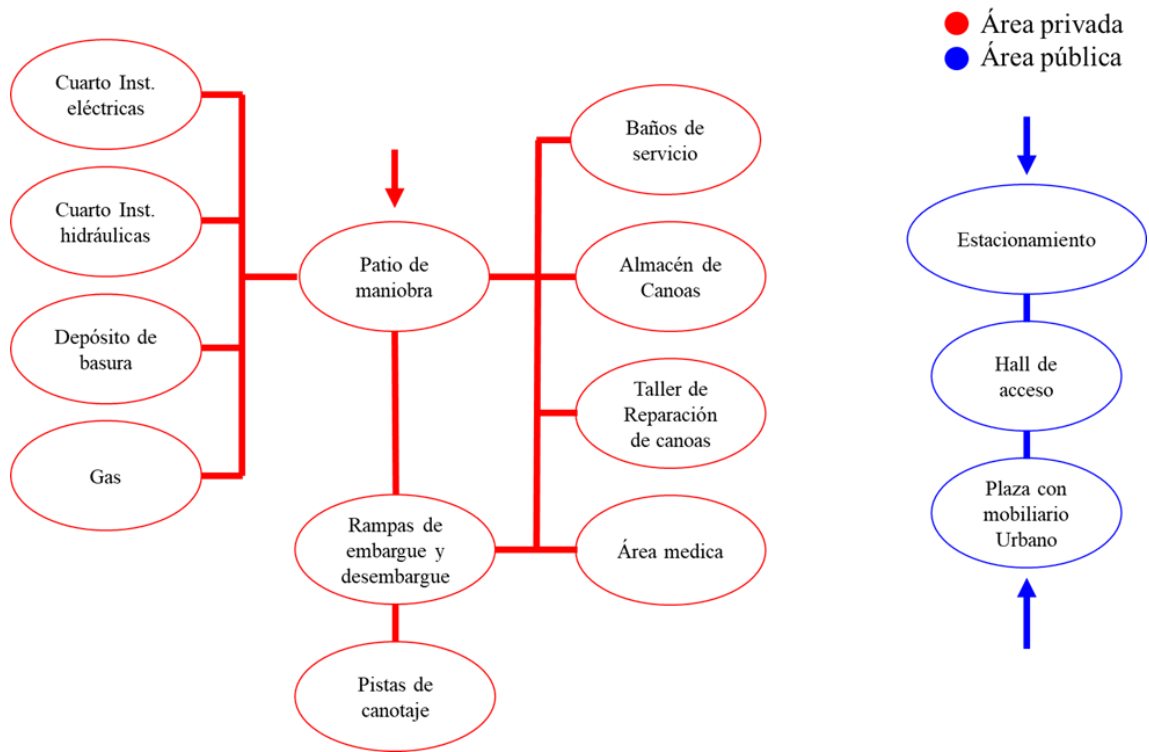 Área privada
Área pública
Cuarto Inst.
eléctricas
Cuarto Inst.
hidráulicas
Depósito de
basura
Gas
Patio de
maniobra
Rampas de
embargue y
desembargue
Pistas de
canotaje
Baños de
servicio
Almacén de
Canoas
Taller de
Reparación
de canoas
Área medica
Estacionamiento
Hall de
acceso
Plaza con
mobiliario
Urbano